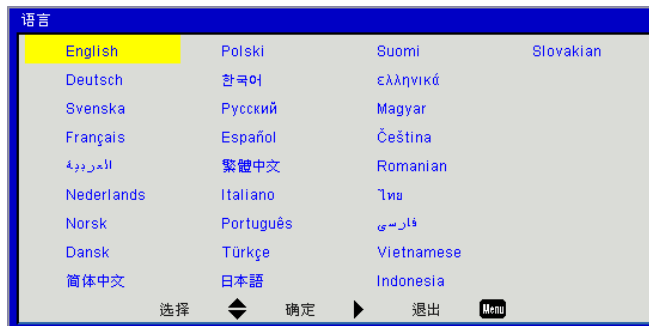 语言
English Polski Suomi Slovakian
Deutsch 한국어 ελληνικά
Svenska Русский Magyar
Français Español Čeština
العربية 繁體中文 Romanian
Nederlands Italiano ไทย
Norsk Português فارسی
Dansk Türkçe Vietnamese
简体中文 日本語 Indonesia
选择 确定 退出 Menu